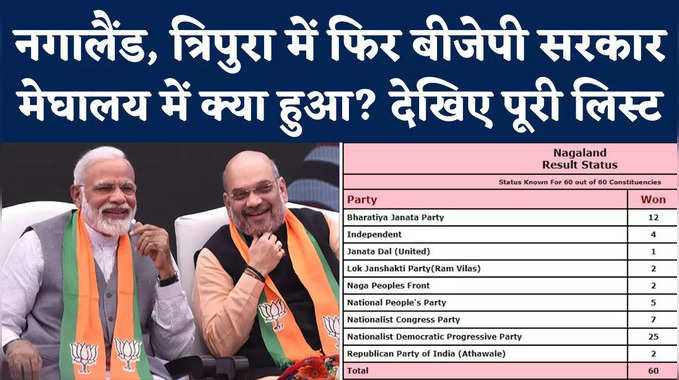 नगालैंड, त्रिपुरा में फिर बीजेपी सरकार
मेघालय में क्या हुआ? देखिए पूरी लिस्ट
Nagaland
Result Status
Status Known For 60 out of 60 Constituencies
Party Won
Bharatiya Janata Party 12
Independent 4
Janata Dal (United) 1
Lok Janshakti Party(Ram Vilas) 2
Naga Peoples Front 2
National People's Party 5
Nationalist Congress Party 7
Nationalist Democratic Progressive Party 25
Republican Party of India (Athawale) 2
Total 60